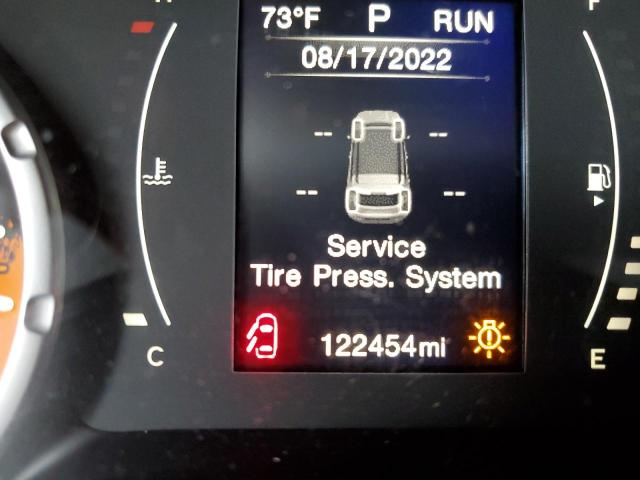 73°F P RUN
08/17/2022
-- --
-- --
Service
Tire Press. System
122454mi
C E